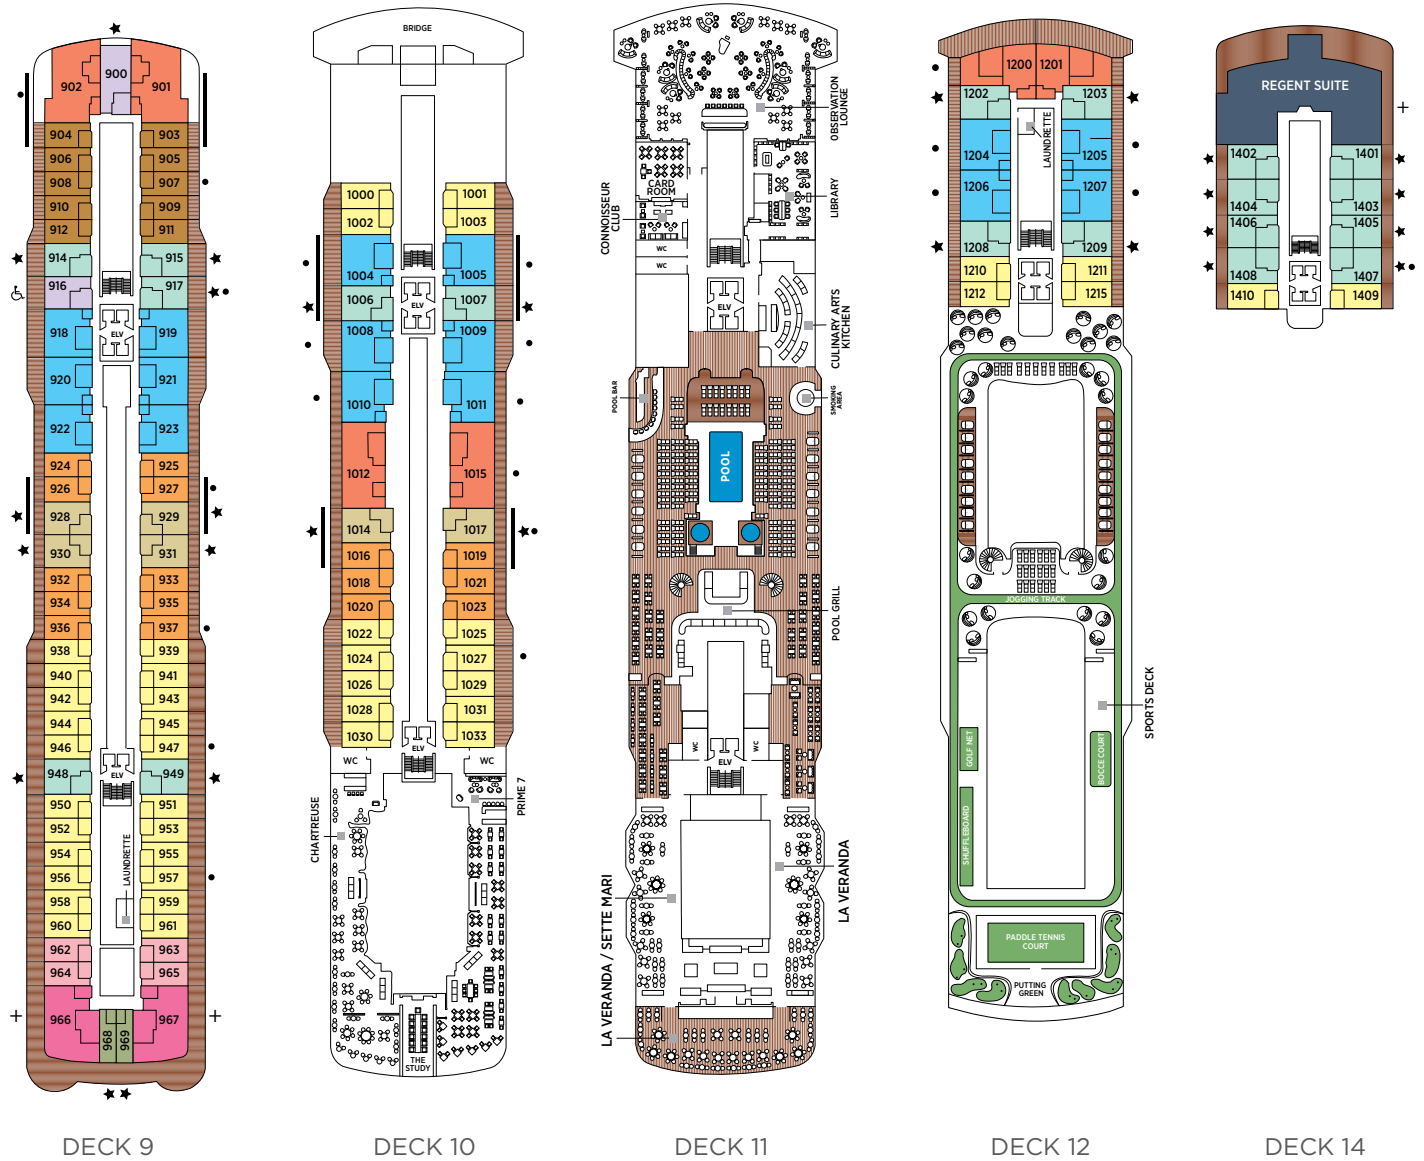 900
902
901
904
903
906
905
908
907
910
909
912
911
914
915
916
917
ELV
918
919
920
921
922
923
924
925
926
927
928
929
930
931
932
933
934
935
936
937
938
939
940
941
942
943
944
945
946
947
ELV
948
949
950
951
952
953
954
955
LAUNDRETTE
956
957
958
959
960
961
962
963
964
965
966
967
968
969
DECK 9
BRIDGE
1000
1001
1002
1003
1004
1005
ELV
1006
1007
1008
1009
1010
1011
1012
1015
1014
1017
1016
1019
1018
1021
1020
1023
1022
1025
1024
1027
1026
1029
1028
1031
1030
1033
ELV
WC
WC
PRIME 7
CHARTREUSE
THE
STUDY
DECK 10
OBSERVATION
LOUNGE
CARD
ROOM
LIBRARY
CONNOISSEUR
CLUB
WC
WC
ELV
CULINARY ARTS
KITCHEN
POOL BAR
SMOKING
AREA
POOL
POOL GRILL
WC
WC
ELV
LA VERANDA
LA VERANDA / SETTE MARI
LA VERANDA / SETTE MARI
DECK 11
1200
1201
1202
1203
LAUNDRETTE
1204
1205
1206
1207
1208
1209
1210
1211
1212
1215
JOGGING TRACK
SPORTS DECK
GOLF NET
BOCCE COURT
SHUFFLEBOARD
PADDLE TENNIS
COURT
PUTTING
GREEN
DECK 12
REGENT SUITE
1402
1401
1404
1403
1406
1405
1408
1407
1410
1409
DECK 14